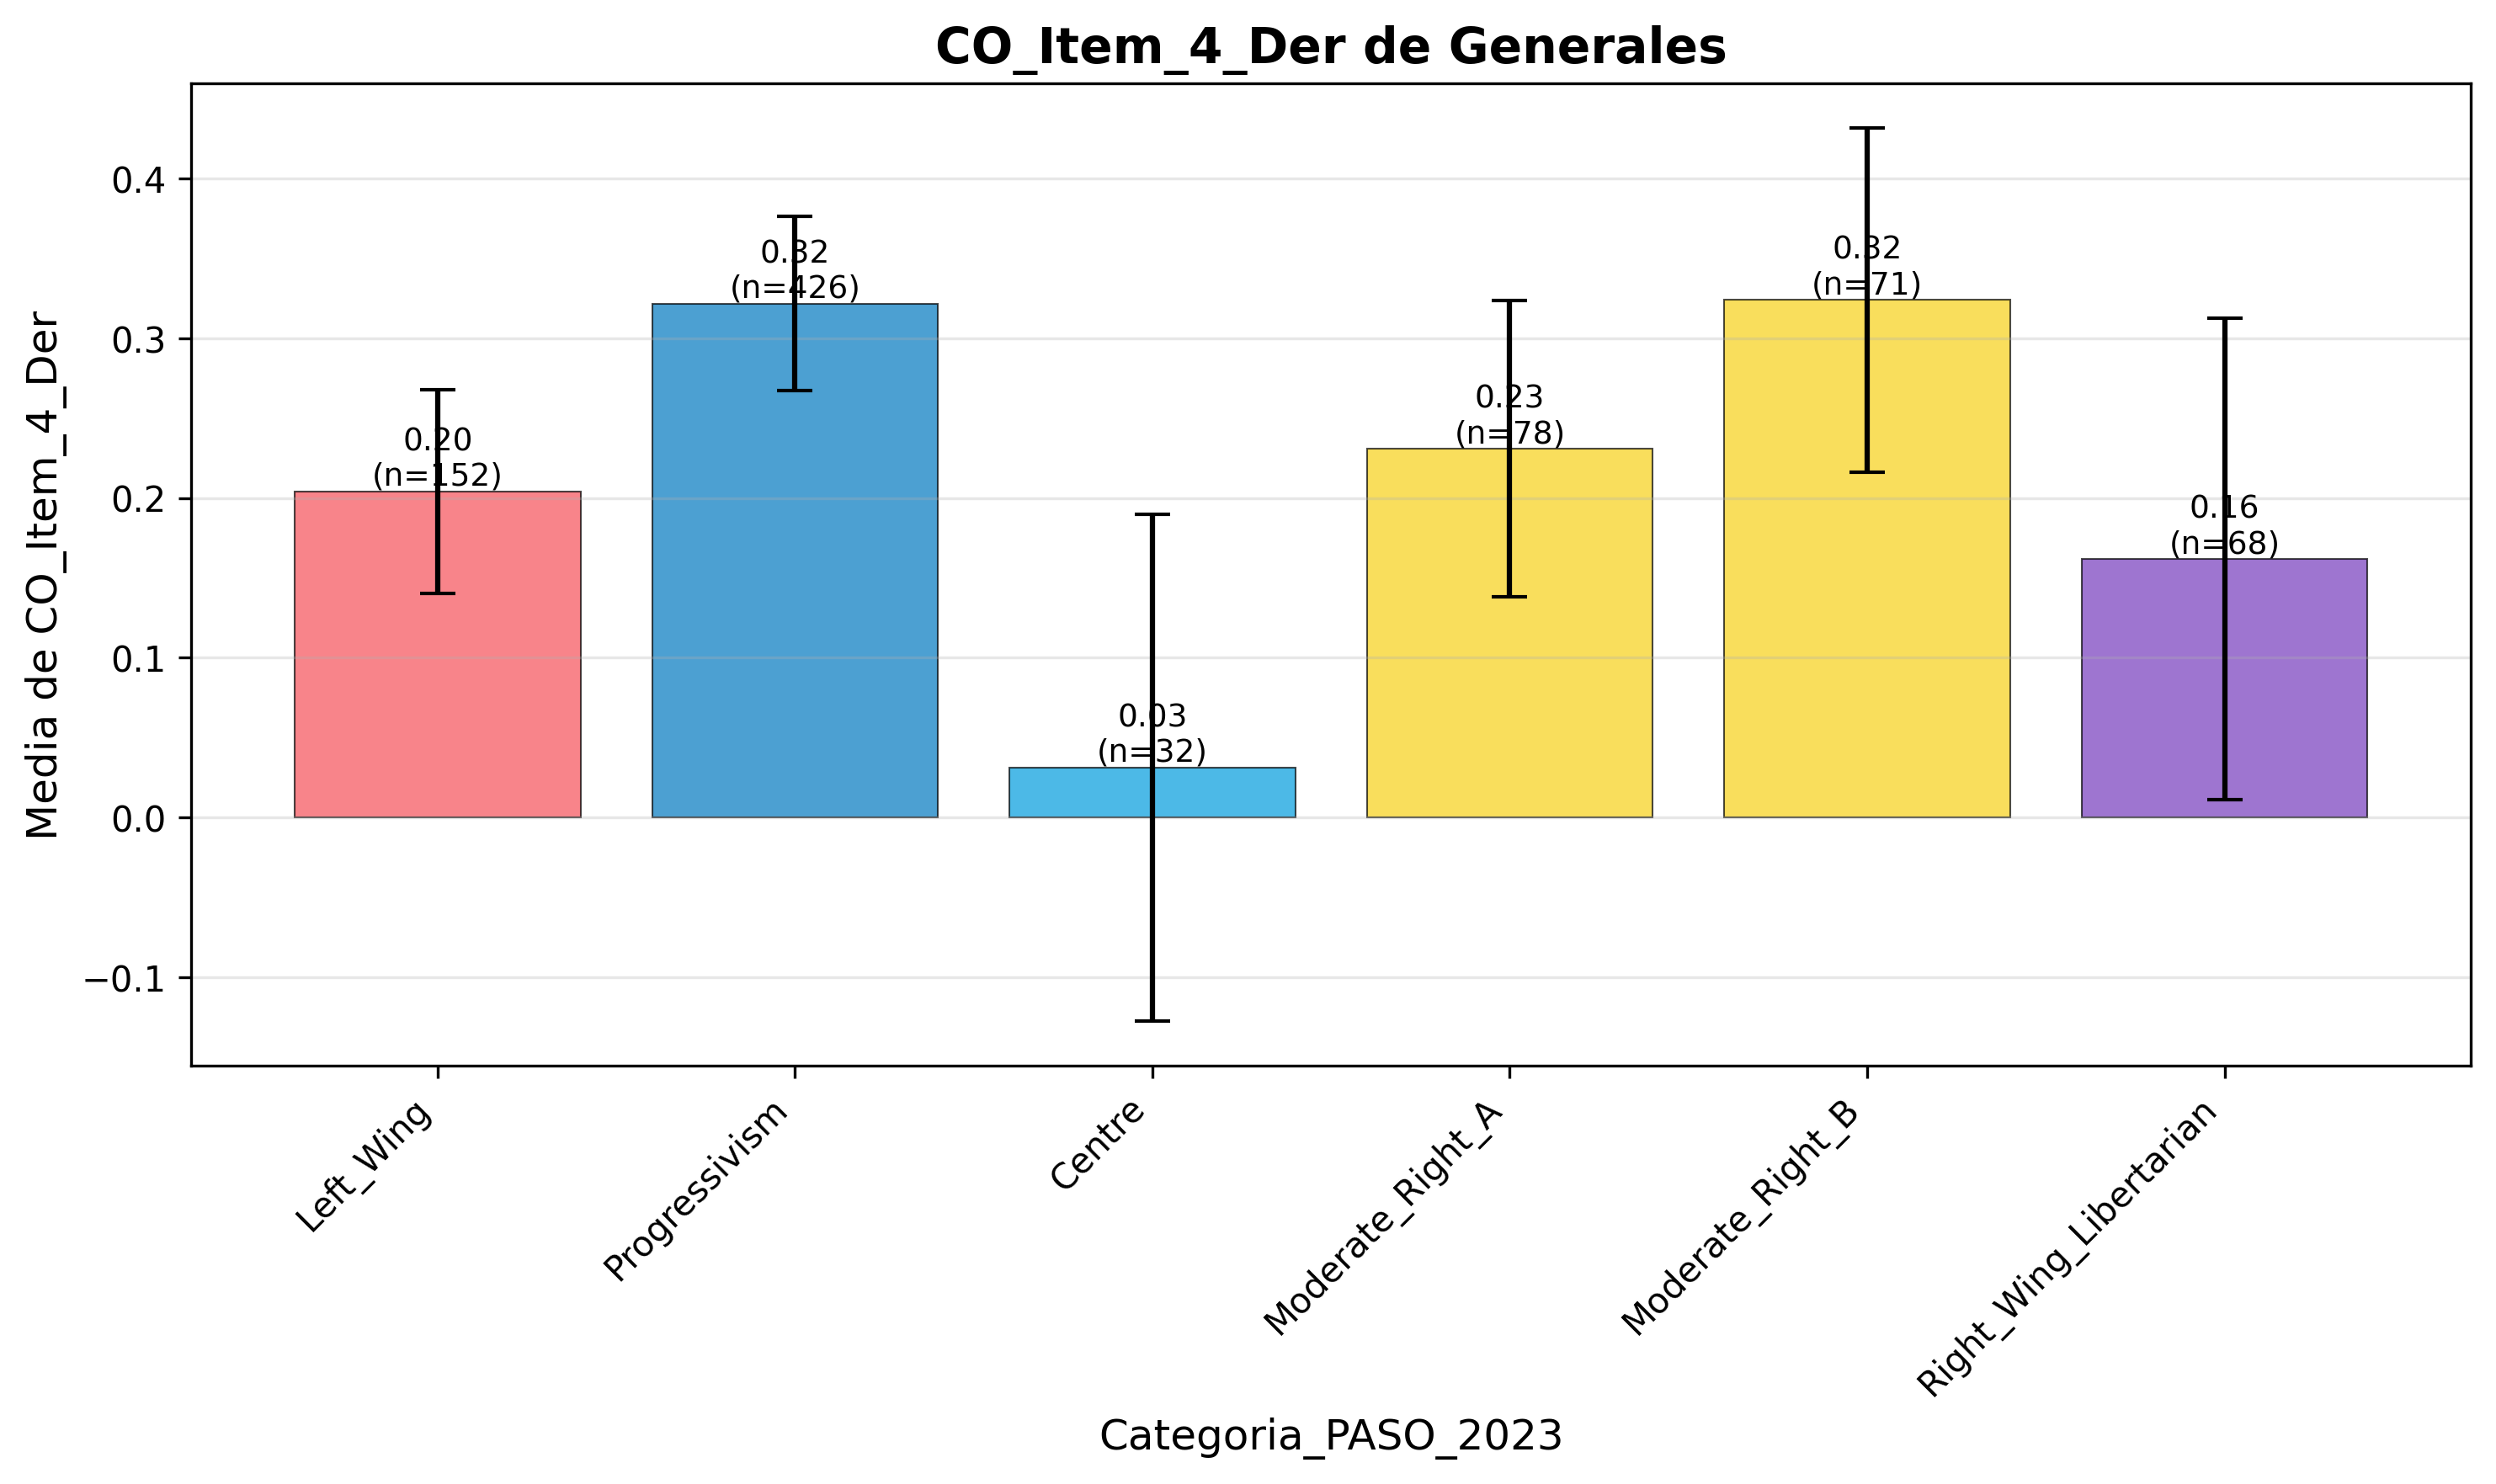 CO_Item_4_Der de Generales
Media de CO_Item_4_Der
0.4
0.3
0.2
0.1
0.0
−0.1
0.20
(n=152)
0.32
(n=426)
0.03
(n=32)
0.23
(n=78)
0.32
(n=71)
0.16
(n=68)
Left_Wing
Progressivism
Centre
Moderate_Right_A
Moderate_Right_B
Right_Wing_Libertarian
Categoria_PASO_2023